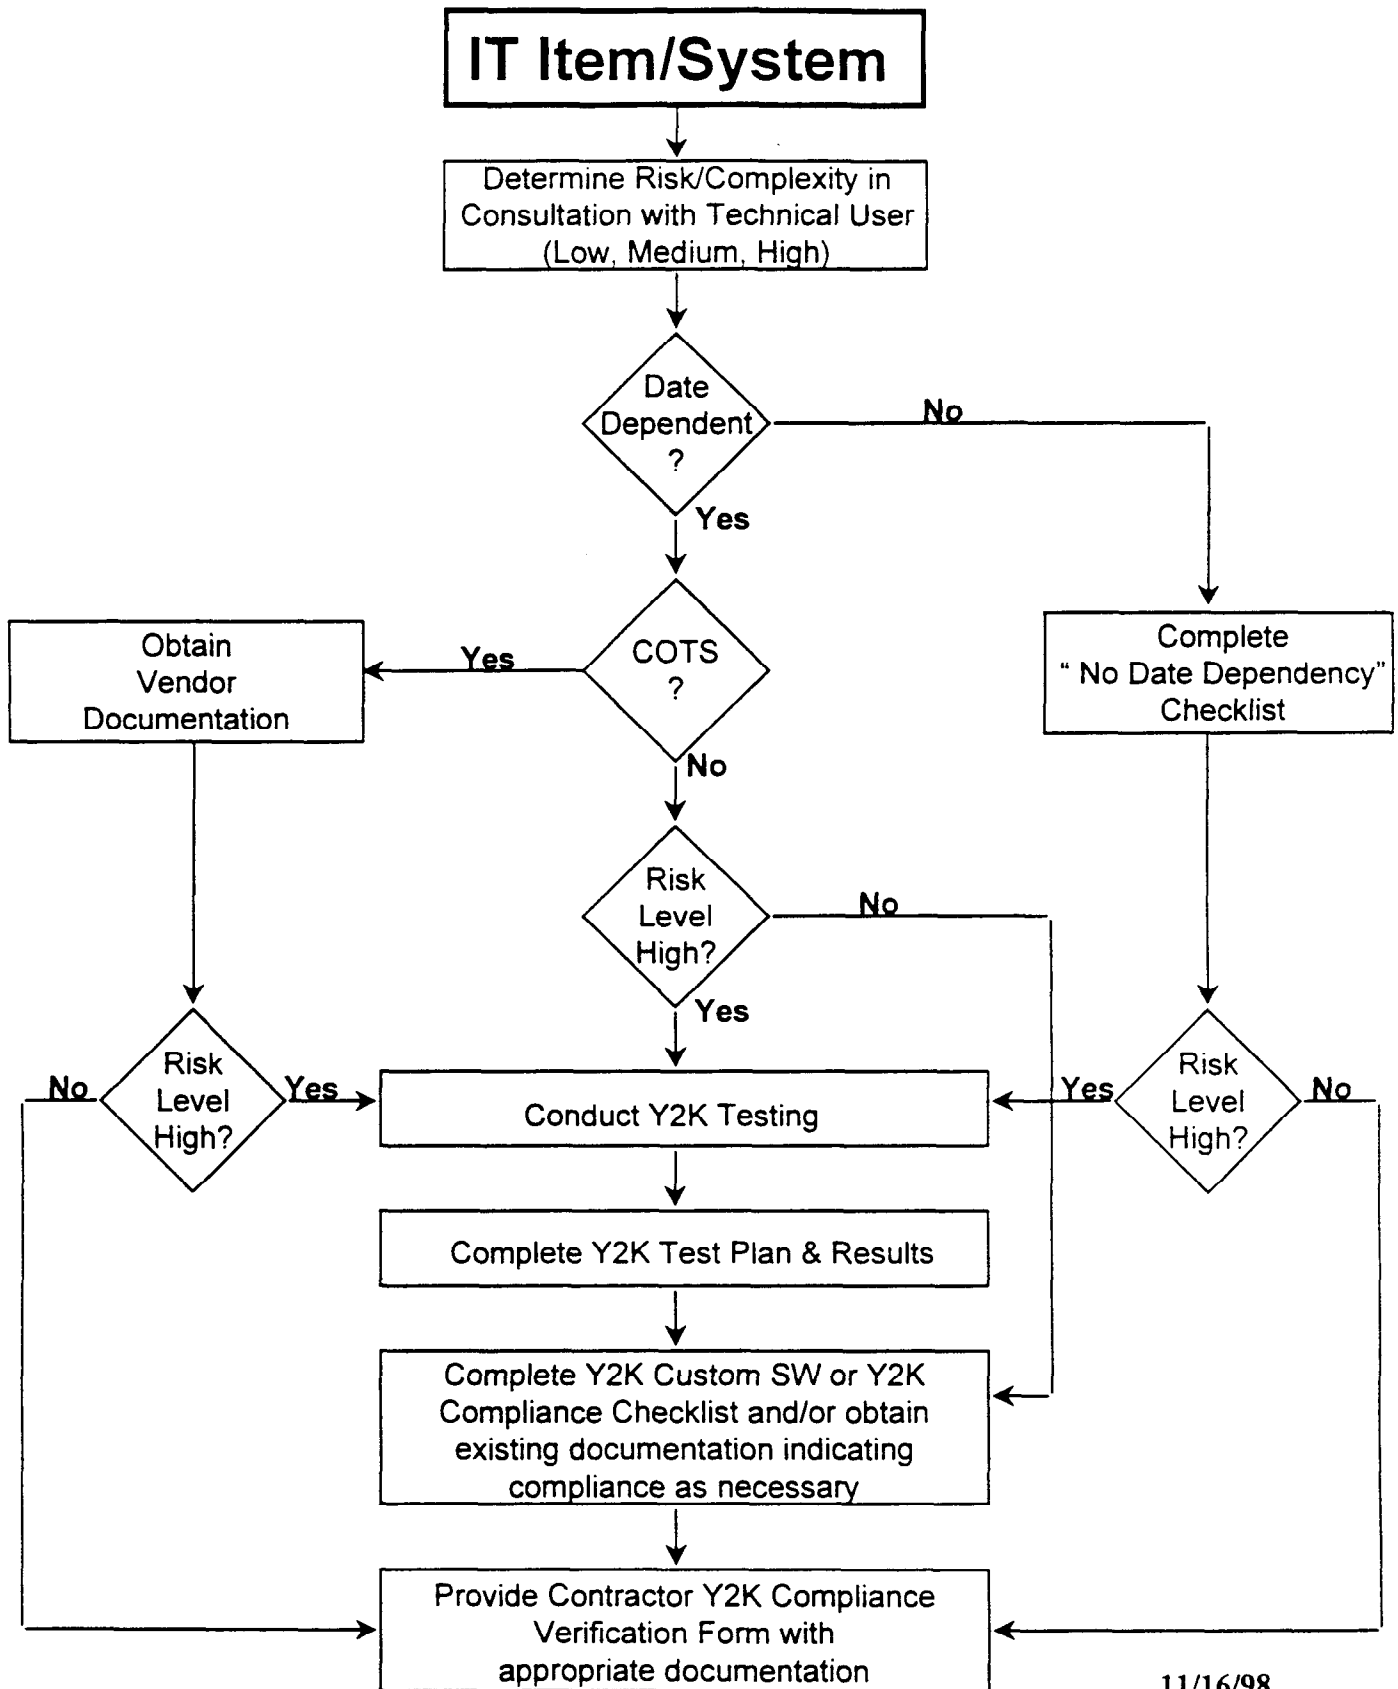 IT Item/System
Determine Risk/Complexity in
Consultation with Technical User
(Low, Medium, High)
Date
Dependent
?
No
Yes
COTS
?
Yes
No
Obtain
Vendor
Documentation
Complete
“ No Date Dependency”
Checklist
Risk
Level
High?
No
Yes
Risk
Level
High?
No
Yes
Risk
Level
High?
Yes
No
Conduct Y2K Testing
Complete Y2K Test Plan & Results
Complete Y2K Custom SW or Y2K
Compliance Checklist and/or obtain
existing documentation indicating
compliance as necessary
Provide Contractor Y2K Compliance
Verification Form with
appropriate documentation
11/16/98